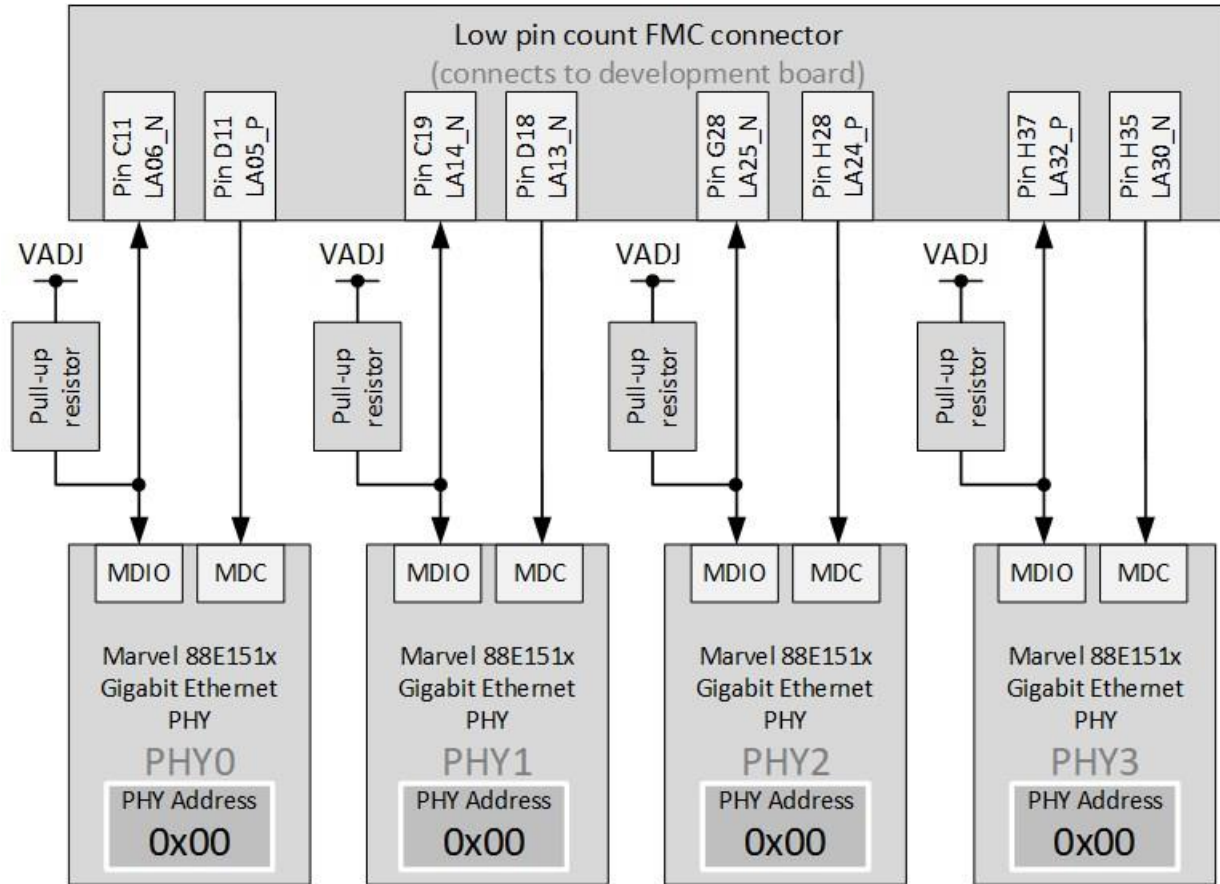 Low pin count FMC connector
(connects to development board)
Pin C11
LA06_N
Pin D11
LA05_P
Pin C19
LA14_N
Pin D18
LA13_N
Pin G28
LA25_N
Pin H28
LA24_P
Pin H37
LA32_P
Pin H35
LA30_N
VADJ
VADJ
VADJ
VADJ
Pull-up
resistor
Pull-up
resistor
Pull-up
resistor
Pull-up
resistor
MDIO
MDC
MDIO
MDC
MDIO
MDC
MDIO
MDC
Marvel 88E151x
Gigabit Ethernet
PHY
PHY0
PHY Address
0x00
Marvel 88E151x
Gigabit Ethernet
PHY
PHY1
PHY Address
0x00
Marvel 88E151x
Gigabit Ethernet
PHY
PHY2
PHY Address
0x00
Marvel 88E151x
Gigabit Ethernet
PHY
PHY3
PHY Address
0x00